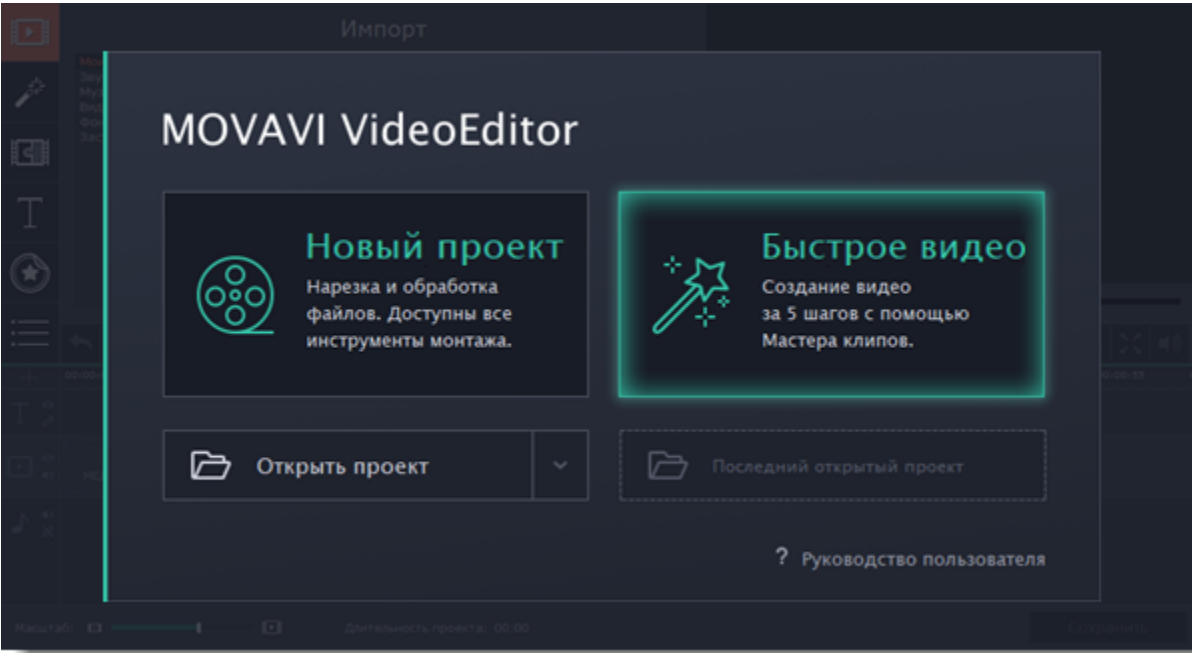 Импорт
MOVAVI VideoEditor
Новый проект
Нарезка и обработка
файлов. Доступны все
инструменты монтажа.
Быстрое видео
Создание видео
за 5 шагов с помощью
Мастера клипов.
Открыть проект
Последний открытый проект
? Руководство пользователя
Масштаб:
Длительность проекта: 00:00
Сохранить